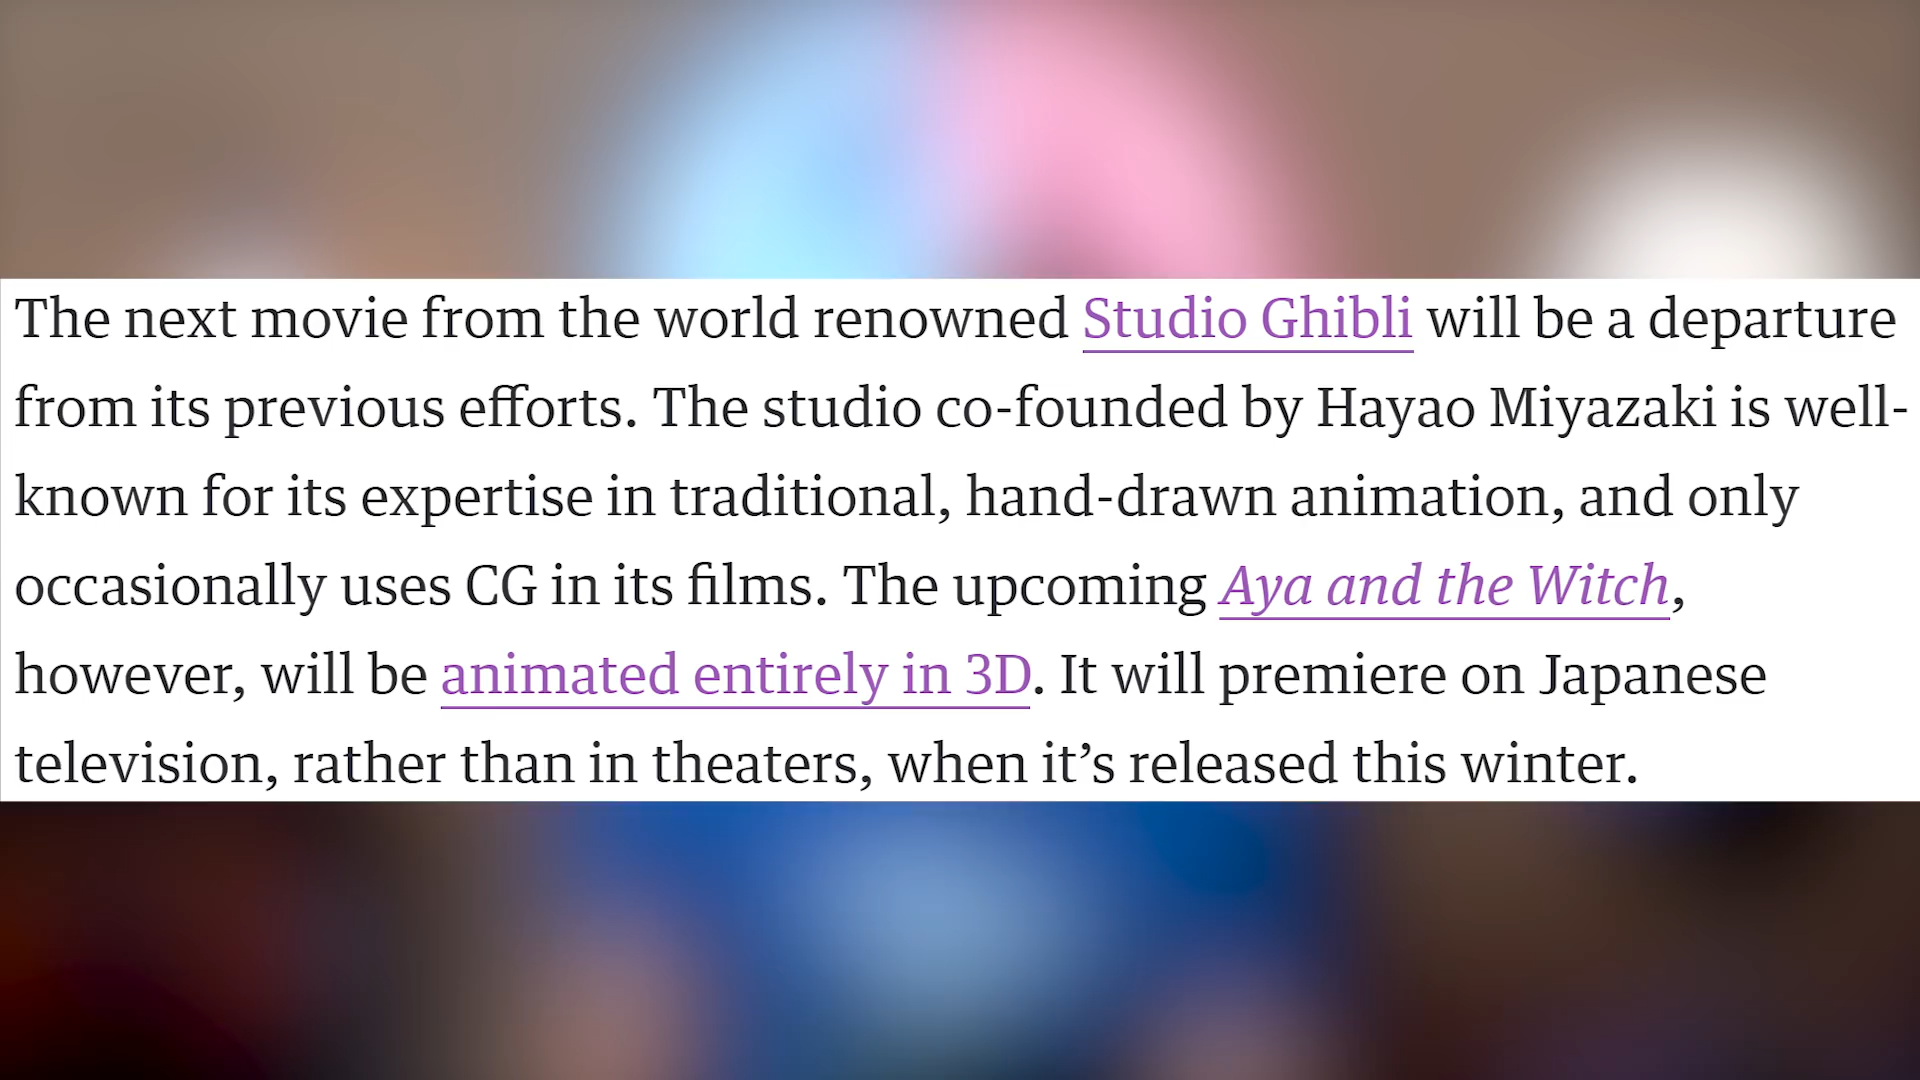 The next movie from the world renowned Studio Ghibli will be a departure
from its previous efforts. The studio co-founded by Hayao Miyazaki is well-
known for its expertise in traditional, hand-drawn animation, and only
occasionally uses CG in its films. The upcoming Aya and the Witch,
however, will be animated entirely in 3D. It will premiere on Japanese
television, rather than in theaters, when it’s released this winter.